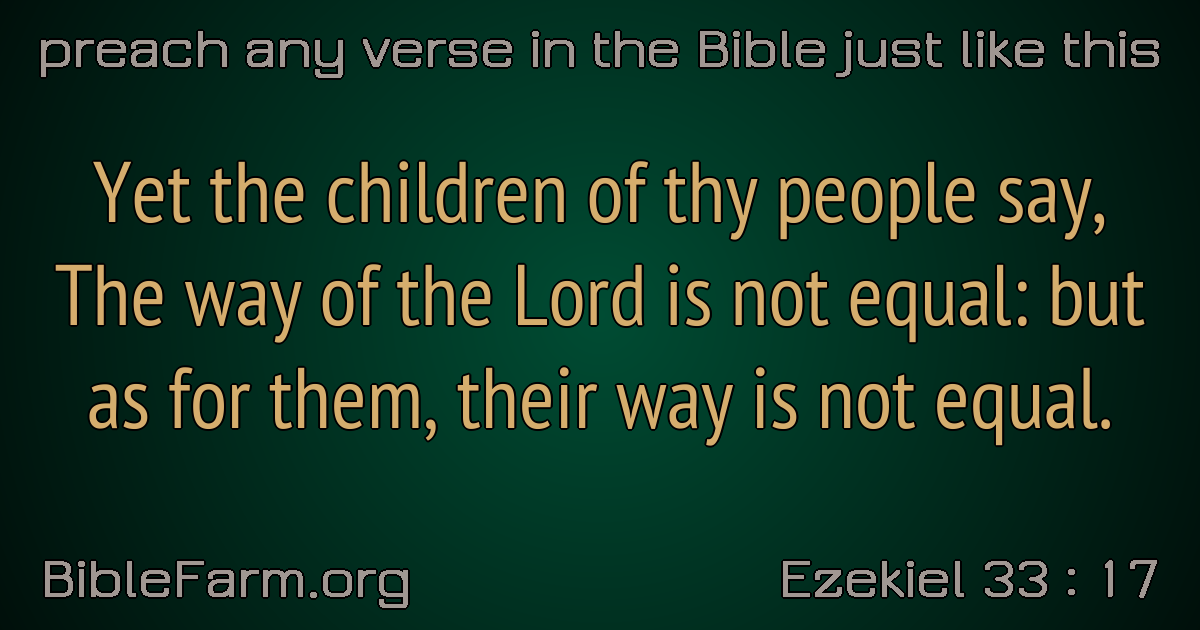 preach any verse in the Bible just like this
Yet the children of thy people say,
The way of the Lord is not equal: but
as for them, their way is not equal.
BibleFarm.org
Ezekiel 33 : 17